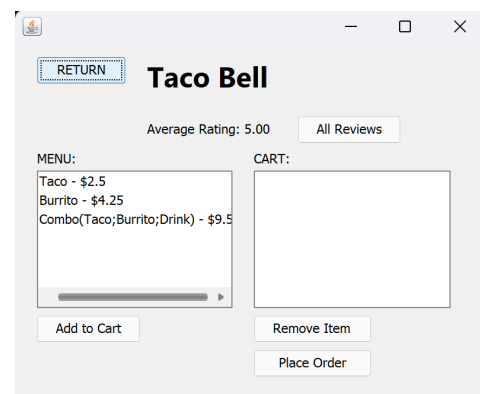 RETURN
Taco Bell
Average Rating: 5.00
All Reviews
MENU:
CART:
Taco - $2.5
Burrito - $4.25
Combo(Taco;Burrito;Drink) - $9.5
Add to Cart
Remove Item
Place Order